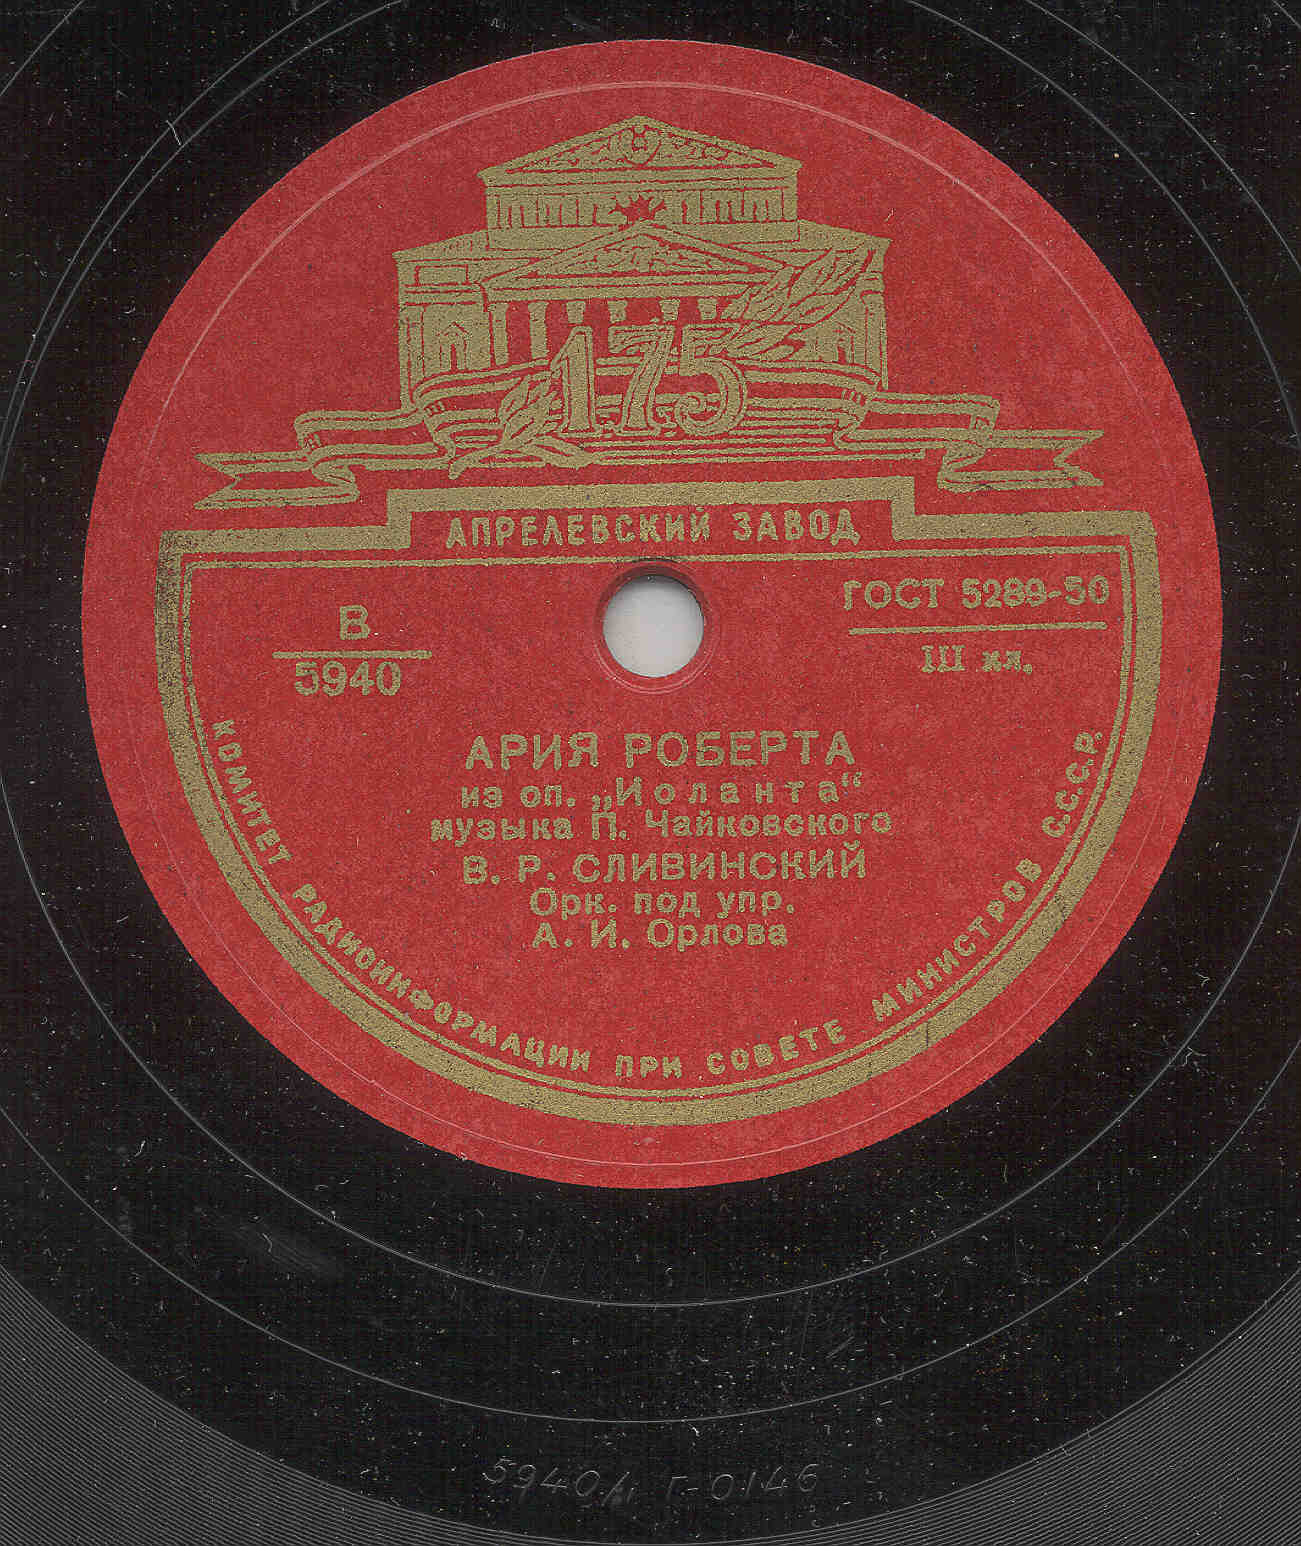 175
АПРЕЛЕВСКИЙ ЗАВОД
В
5940
ГОСТ 5289-50
III кл.
АРИЯ РОБЕРТА
из оп. „Иоланта“
музыка П. Чайковского
В. Р. СЛИВИНСКИЙ
Орк. под упр.
А. И. Орлова
КОМИТЕТ РАДИОИНФОРМАЦИИ ПРИ СОВЕТЕ МИНИСТРОВ С.С.С.Р.
Г-0146